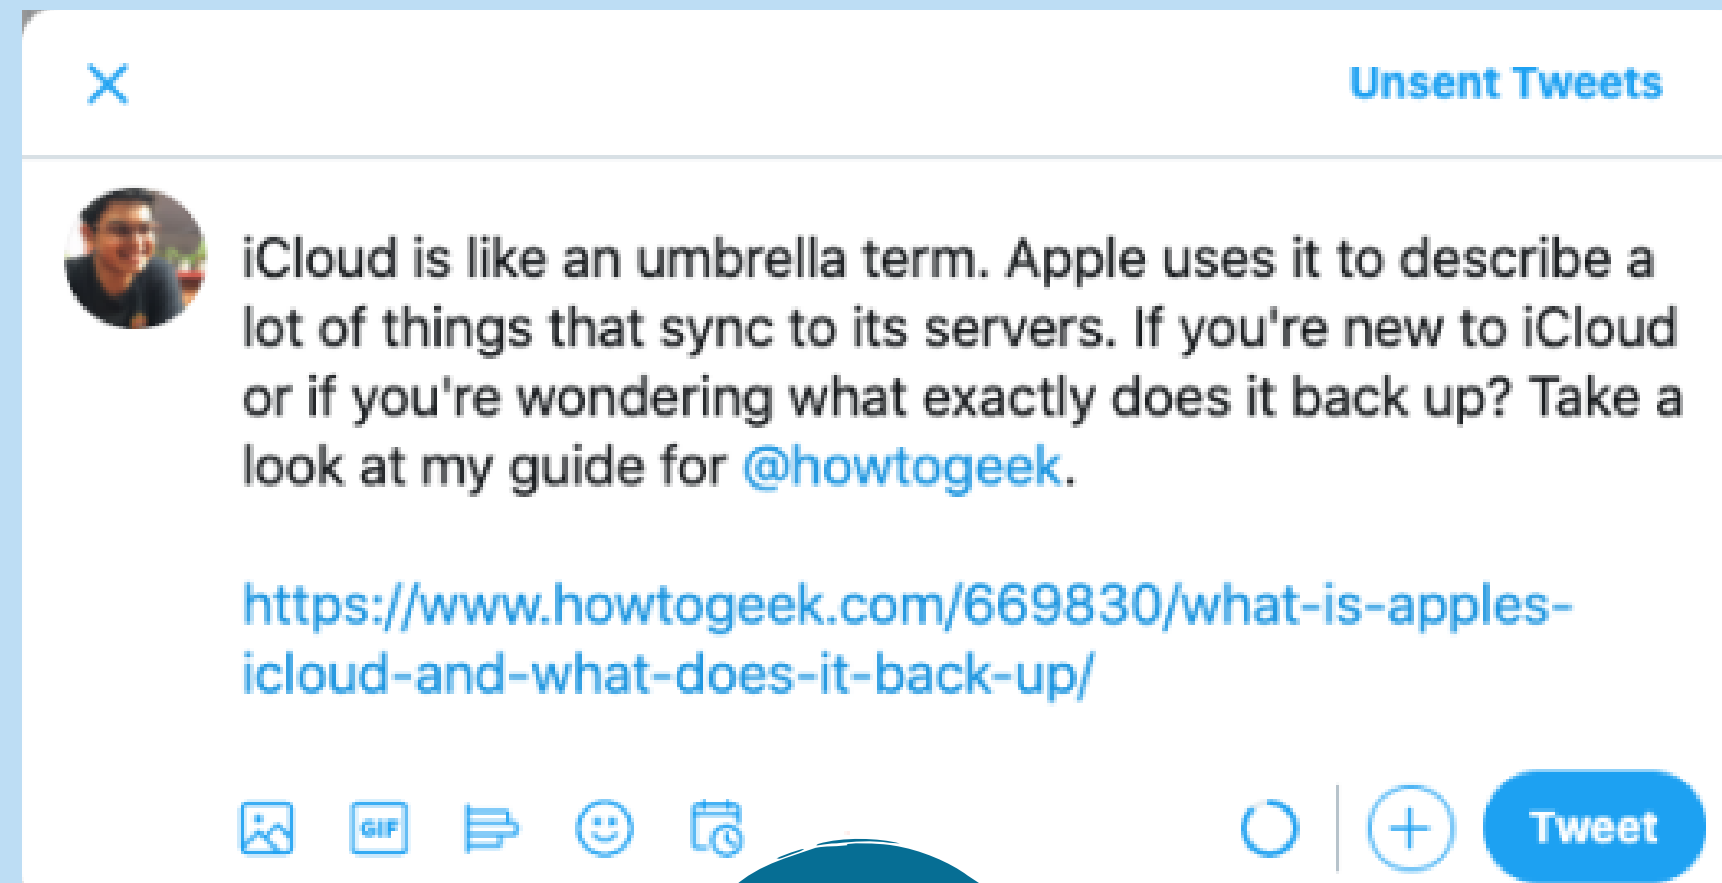 Unsent Tweets
iCloud is like an umbrella term. Apple uses it to describe a
lot of things that sync to its servers. If you're new to iCloud
or if you're wondering what exactly does it back up? Take a
look at my guide for @howtogeek.
https://www.howtogeek.com/669830/what-is-apples-
icloud-and-what-does-it-back-up/
GIF
Tweet